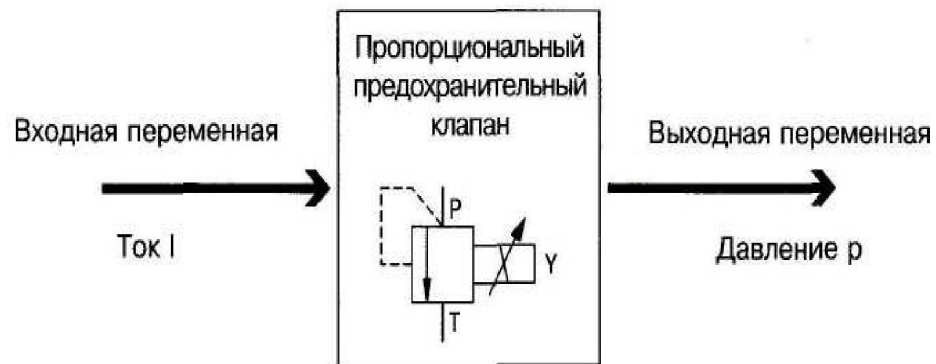 Пропорциональный
предохранительный
клапан
Входная переменная
Ток I
P
Y
T
Выходная переменная
Давление p